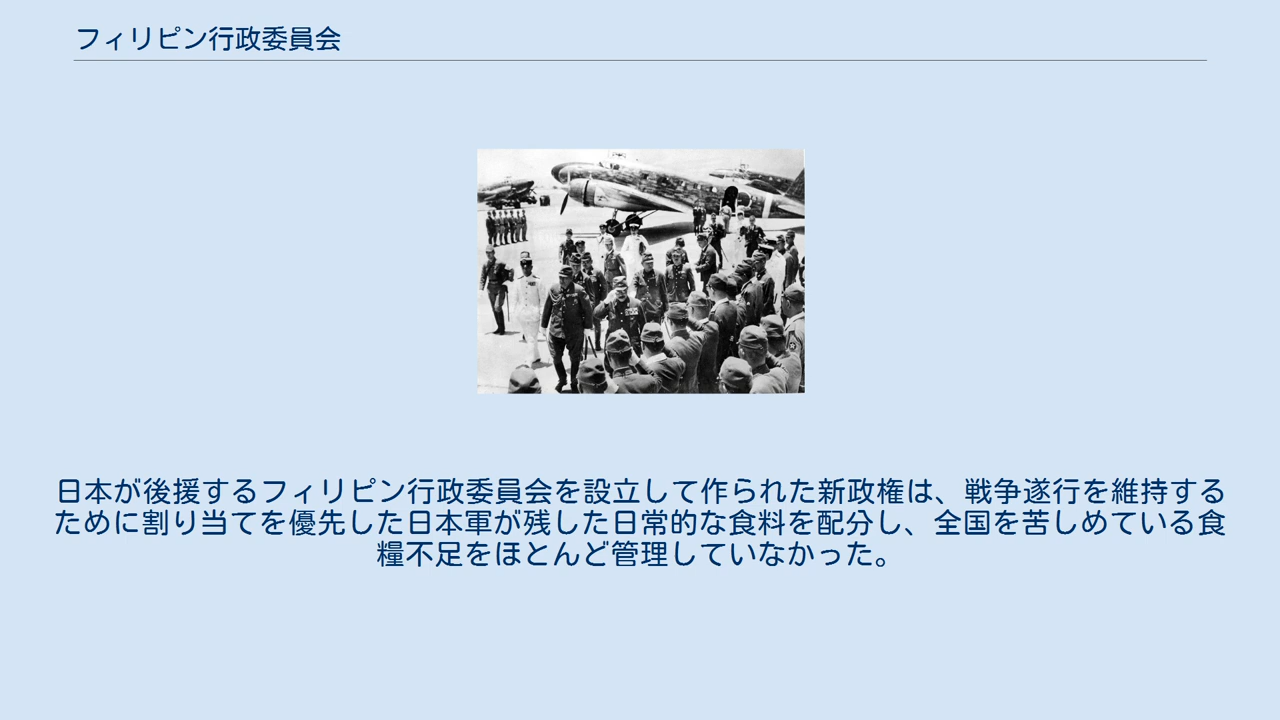 フィリピン行政委員会
日本が後援するフィリピン行政委員会を設立して作られた新政権は、戦争遂行を維持する
ために割り当てを優先した日本軍が残した日常的な食料を配分し、全国を苦しめている食
糧不足をほとんど管理していなかった。